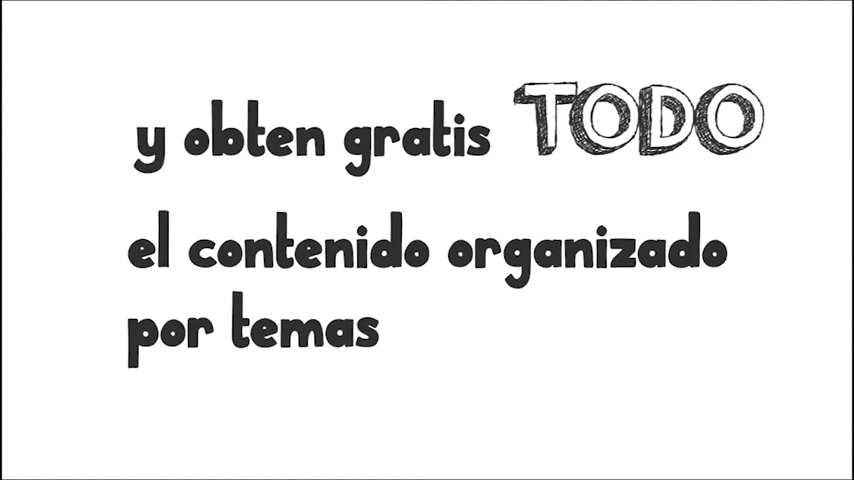 y obten gratis TODO
el contenido organizado
por temas